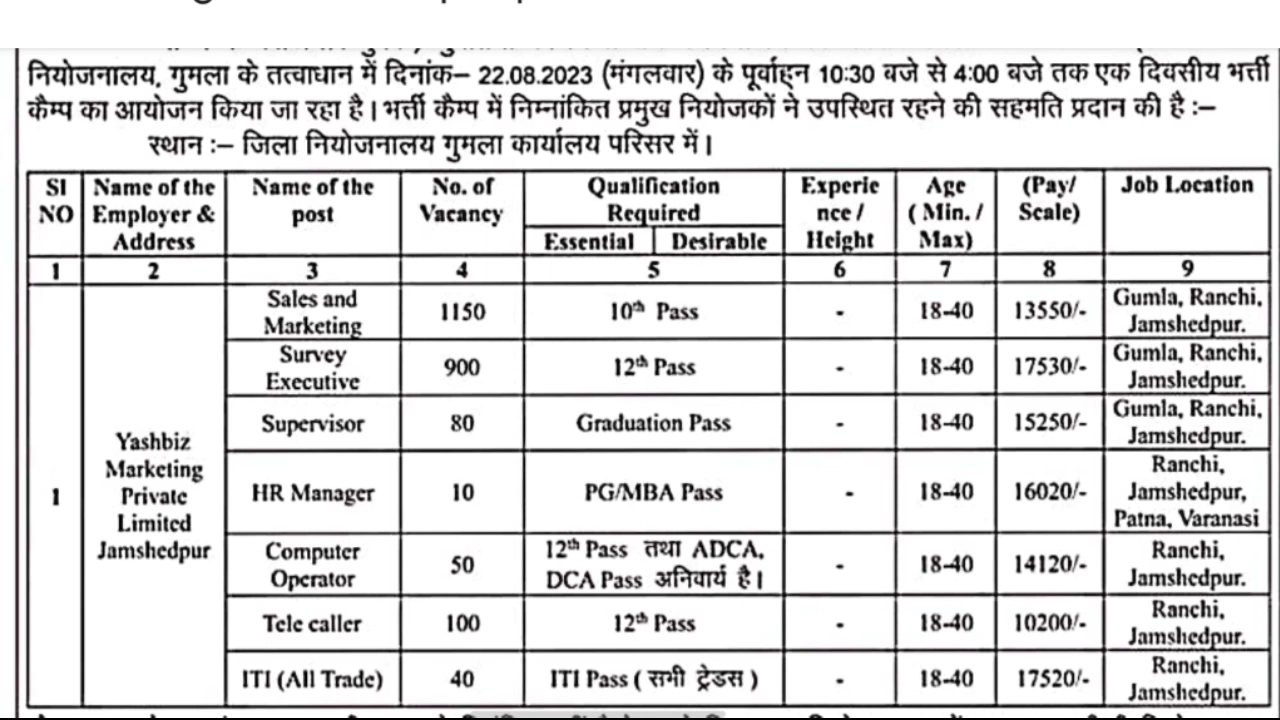 नियोजनालय, गुमला के तत्वाधान में दिनांक– 22.08.2023 (मंगलवार) के पूर्वाह्न 10:30 बजे से 4:00 बजे तक एक दिवसीय भर्त्ती
कैम्प का आयोजन किया जा रहा है। भर्त्ती कैम्प में निम्नांकित प्रमुख नियोजकों ने उपस्थित रहने की सहमति प्रदान की है :–
स्थान :– जिला नियोजनालय गुमला कार्यालय परिसर में।
SI NO | Name of the Employer & Address | Name of the post | No. of Vacancy | Qualification Required | Experie nce / Height | Age ( Min. / Max) | (Pay/ Scale) | Job Location
Essential | Desirable
1 | 2 | 3 | 4 | 5 | 6 | 7 | 8 | 9
1 | Yashbiz Marketing Private Limited Jamshedpur
Sales and Marketing | 1150 | 10th Pass | - | 18-40 | 13550/- | Gumla, Ranchi, Jamshedpur.
Survey Executive | 900 | 12th Pass | - | 18-40 | 17530/- | Gumla, Ranchi, Jamshedpur.
Supervisor | 80 | Graduation Pass | - | 18-40 | 15250/- | Gumla, Ranchi, Jamshedpur.
HR Manager | 10 | PG/MBA Pass | - | 18-40 | 16020/- | Ranchi, Jamshedpur, Patna, Varanasi
Computer Operator | 50 | 12th Pass तथा ADCA, DCA Pass अनिवार्य है। | - | 18-40 | 14120/- | Ranchi, Jamshedpur.
Tele caller | 100 | 12th Pass | - | 18-40 | 10200/- | Ranchi, Jamshedpur.
ITI (All Trade) | 40 | ITI Pass ( सभी ट्रेडस ) | - | 18-40 | 17520/- | Ranchi, Jamshedpur.